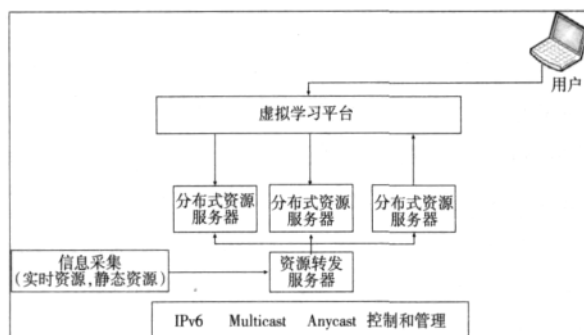 用户
虚拟学习平台
分布式资源
服务器
分布式资源
服务器
分布式资源
服务器
信息采集
(实时资源,静态资源)
资源转发
服务器
IPv6 Multicast Anycast 控制和管理